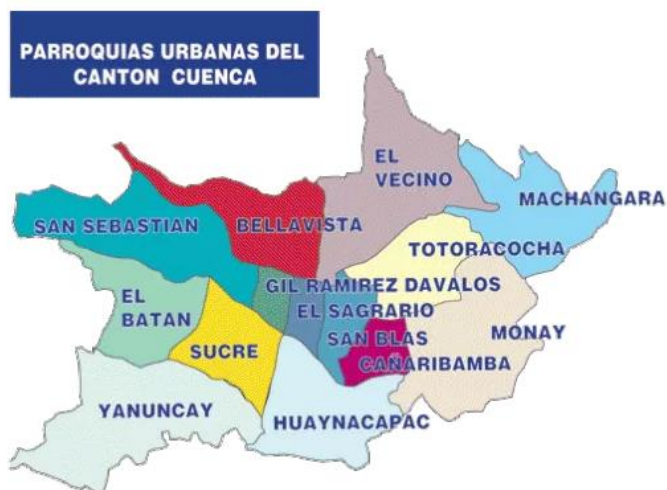 PARROQUIAS URBANAS DEL
CANTON CUENCA
EL
VECINO
MACHANGARA
SAN SEBASTIAN
BELLAVISTA
TOTORACOCHA
GIL RAMIREZ DAVALOS
EL
BATAN
EL SAGRARIO
MONAY
SAN BLAS
SUCRE
CAÑARIBAMBA
YANUNCAY
HUAYNACAPAC